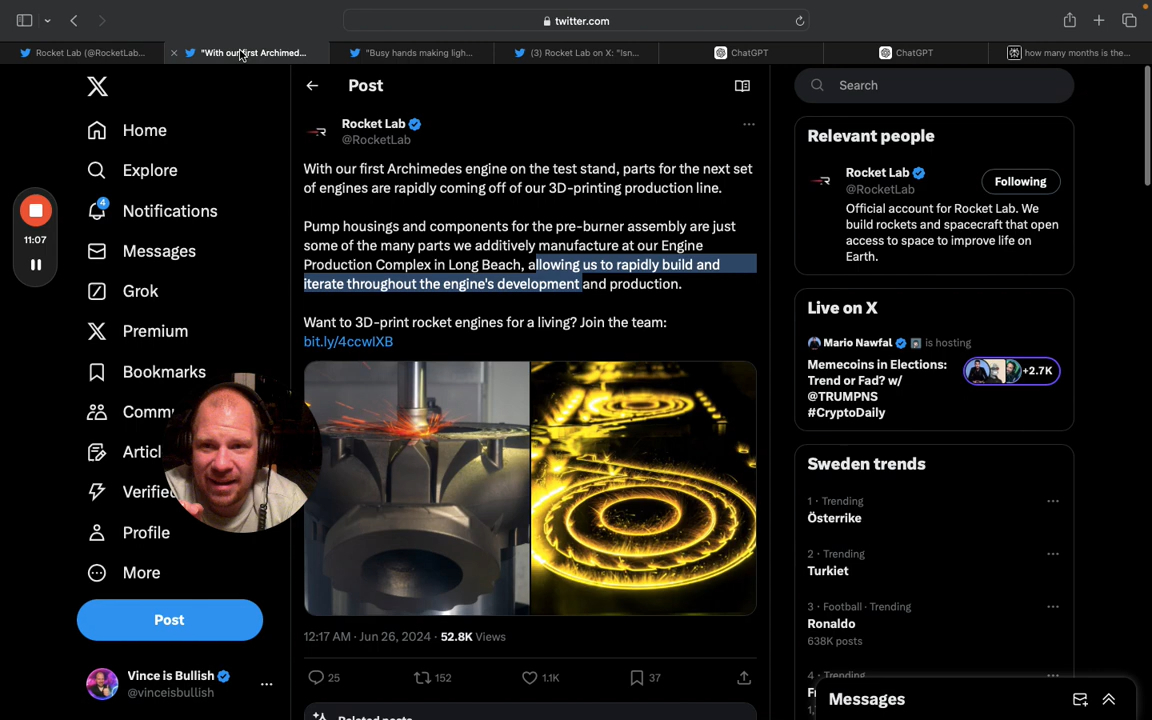 twitter.com
Rocket Lab (@RocketLab...
"With our first Archimed...
"Busy hands making ligh...
(3) Rocket Lab on X: "Isn...
ChatGPT
ChatGPT
how many months is the...
Home
Explore
4
Notifications
Messages
Grok
Premium
Bookmarks
Commu
Articl
Verified
Profile
More
Post
Vince is Bullish
@vinceisbullish
11:07
Post
Rocket Lab
@RocketLab
With our first Archimedes engine on the test stand, parts for the next set
of engines are rapidly coming off of our 3D-printing production line.
Pump housings and components for the pre-burner assembly are just
some of the many parts we additively manufacture at our Engine
Production Complex in Long Beach, allowing us to rapidly build and
iterate throughout the engine's development and production.
Want to 3D-print rocket engines for a living? Join the team:
bit.ly/4ccwIXB
12:17 AM · Jun 26, 2024 · 52.8K Views
25
152
1.1K
37
Related posts
Search
Relevant people
Rocket Lab
@RocketLab
Following
Official account for Rocket Lab. We
build rockets and spacecraft that open
access to space to improve life on
Earth.
Live on X
Mario Nawfal is hosting
Memecoins in Elections:
Trend or Fad? w/
@TRUMPNS
#CryptoDaily
+2.7K
Sweden trends
1 · Trending
Österrike
2 · Trending
Turkiet
3 · Football · Trending
Ronaldo
638K posts
4 · Trending
Messages